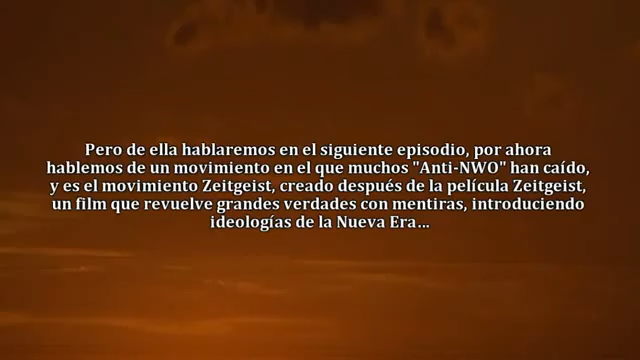 Pero de ella hablaremos en el siguiente episodio, por ahora
hablemos de un movimiento en el que muchos "Anti-NWO" han caído,
y es el movimiento Zeitgeist, creado después de la película Zeitgeist,
un film que revuelve grandes verdades con mentiras, introduciendo
ideologías de la Nueva Era...